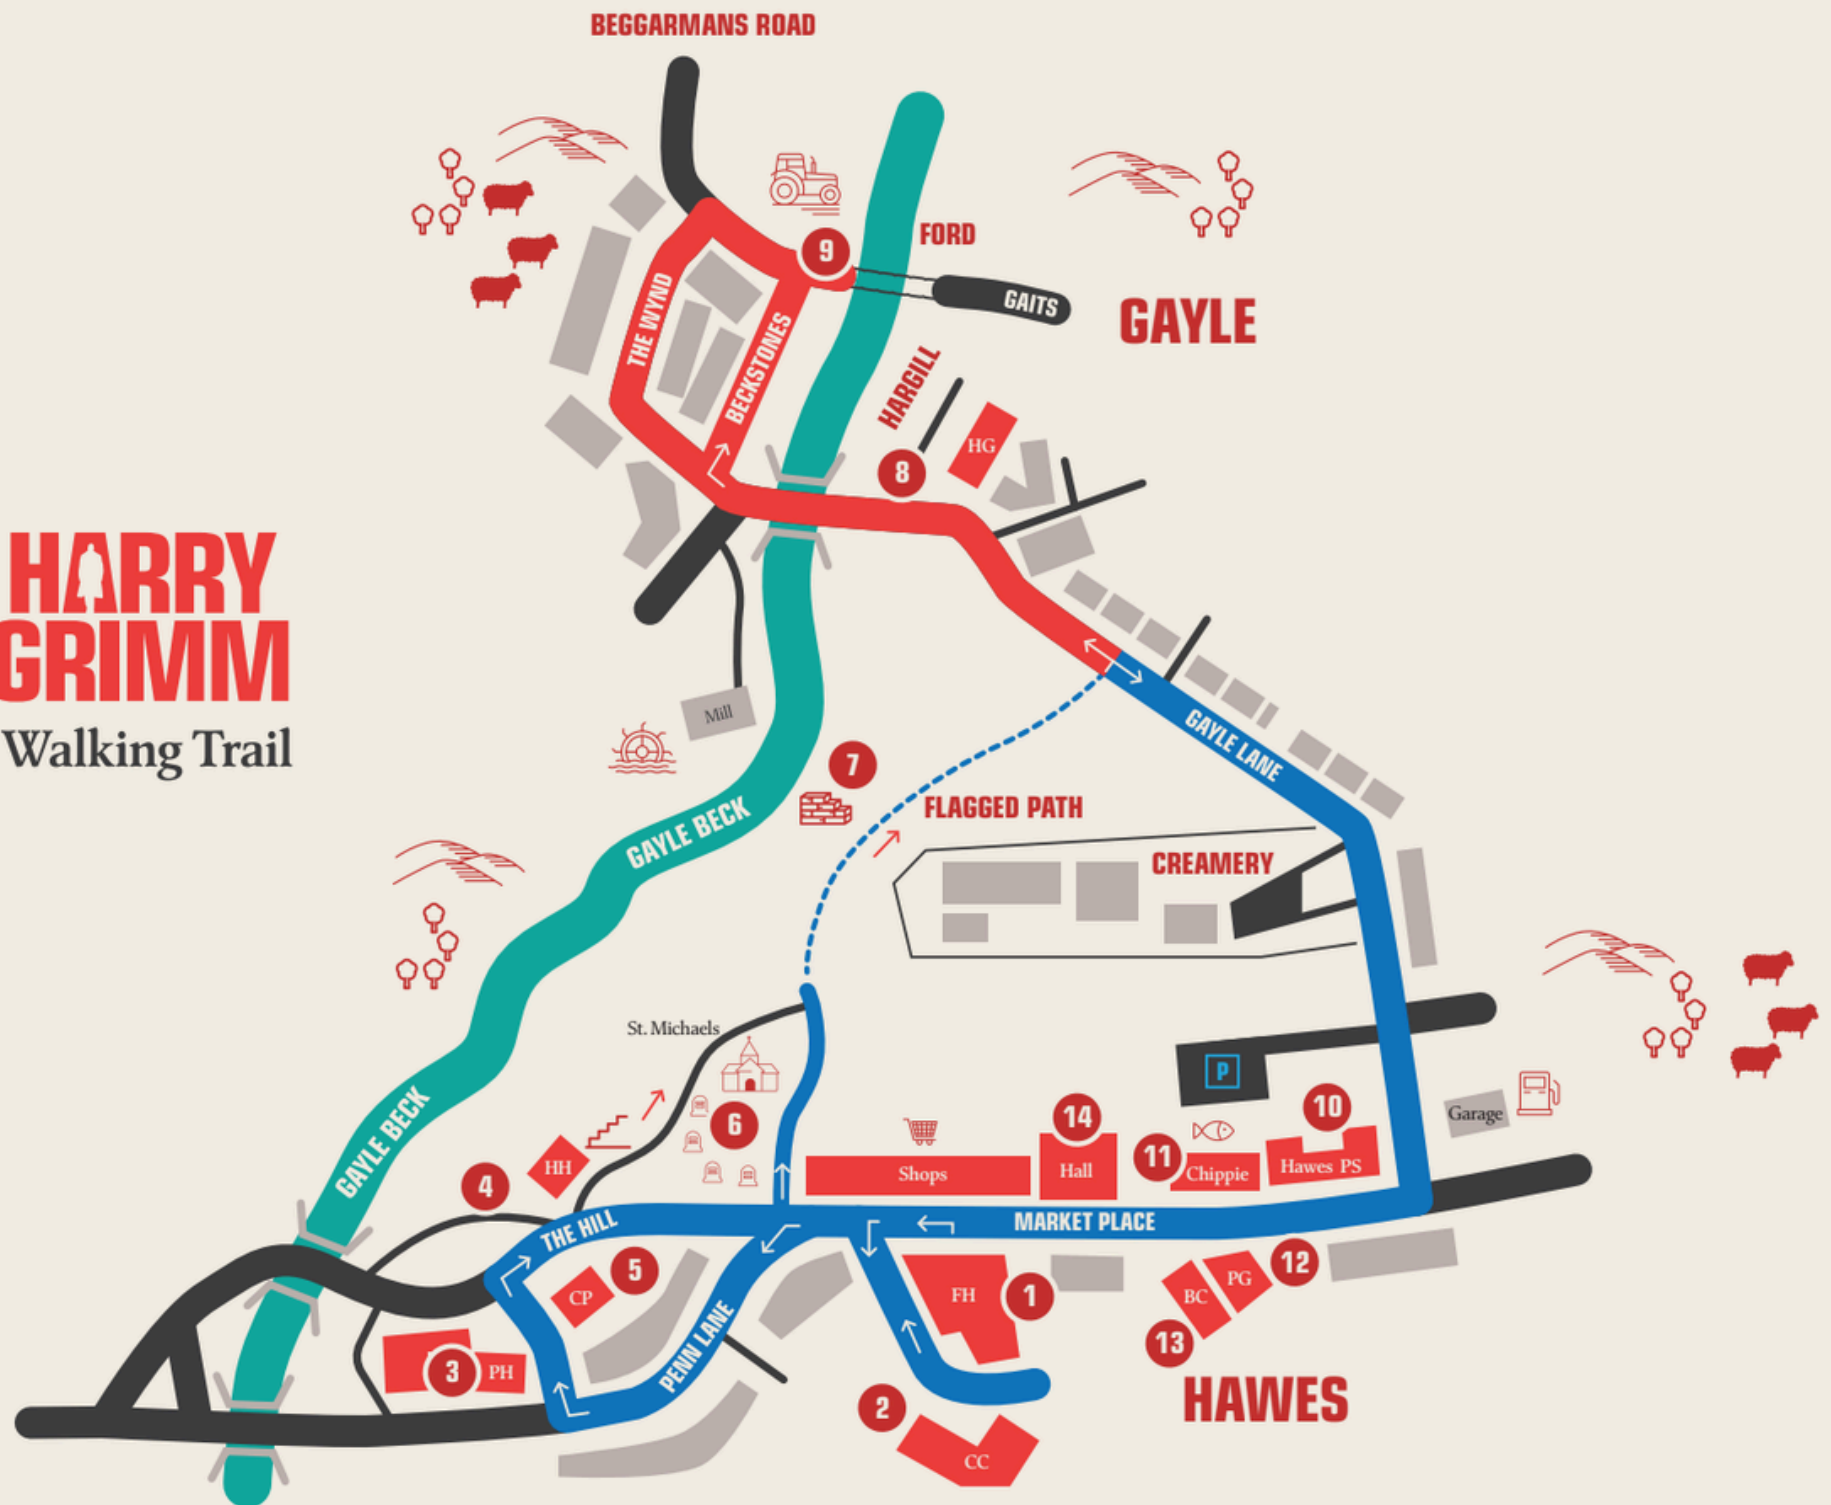 BEGGARMANS ROAD
9
FORD
GAITS
GAYLE
THE WYND
BECKSTONES
HARGILL
HG
8
HARRY
GRIMM
Walking Trail
Mill
7
GAYLE LANE
GAYLE BECK
FLAGGED PATH
CREAMERY
St. Michaels
P
6
14
10
Garage
GAYLE BECK
HH
4
Shops
Hall
11
Chippie
Hawes PS
THE HILL
MARKET PLACE
5
CP
FH
1
12
PG
BC
13
PENN LANE
3
PH
2
HAWES
CC